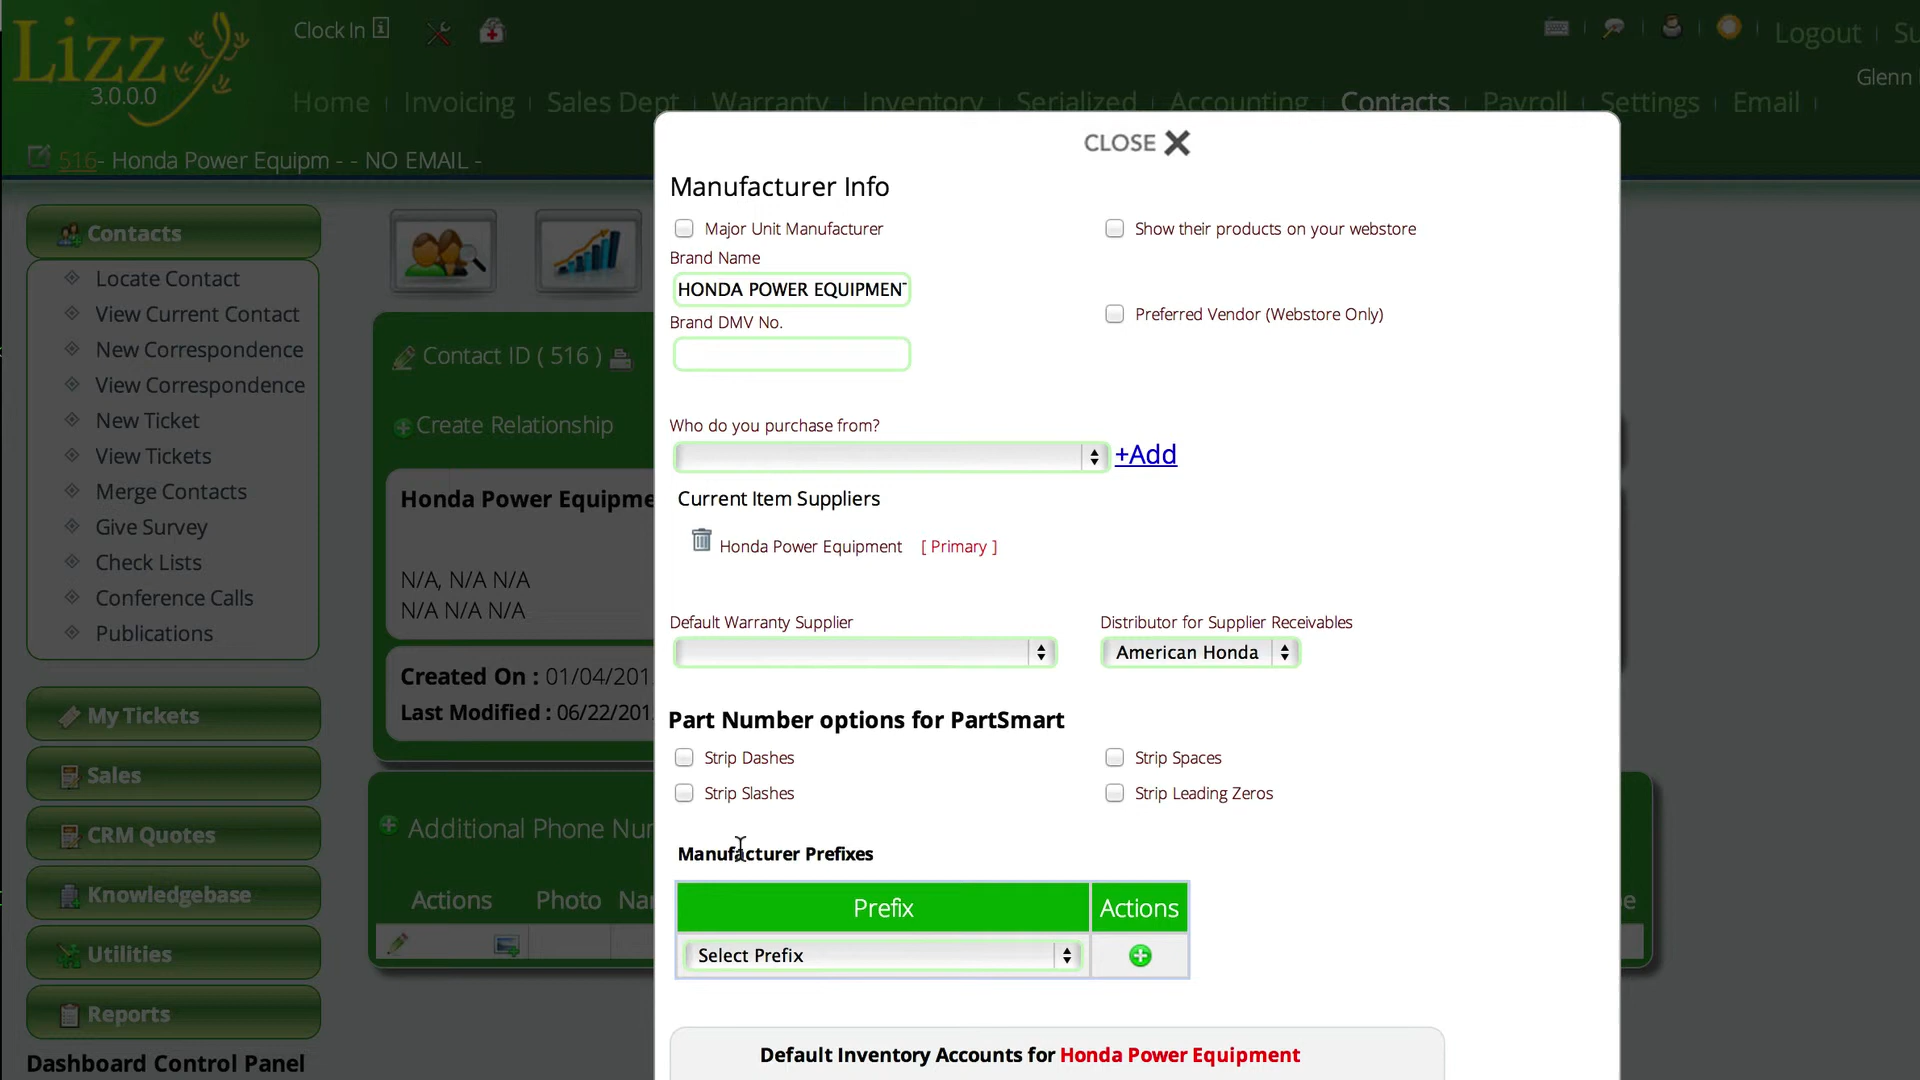 Lizz
3.0.0.0
Clock In
Logout
Su
Glenn
Home
Invoicing
Sales Dept
Warranty
Inventory
Serialized
Accounting
Contacts
Payroll
Settings
Email
516- Honda Power Equipm - - NO EMAIL -
Contacts
Locate Contact
View Current Contact
New Correspondence
View Correspondence
New Ticket
View Tickets
Merge Contacts
Give Survey
Check Lists
Conference Calls
Publications
My Tickets
Sales
CRM Quotes
Knowledgebase
Utilities
Reports
Dashboard Control Panel
Contact ID ( 516 )
Create Relationship
Honda Power Equipme
N/A, N/A N/A
N/A N/A N/A
Created On : 01/04/201
Last Modified : 06/22/201
Additional Phone Nur
Actions Photo Nar
CLOSE
Manufacturer Info
Major Unit Manufacturer
Show their products on your webstore
Brand Name
HONDA POWER EQUIPMENT
Preferred Vendor (Webstore Only)
Brand DMV No.
Who do you purchase from?
+Add
Current Item Suppliers
Honda Power Equipment [ Primary ]
Default Warranty Supplier
Distributor for Supplier Receivables
American Honda
Part Number options for PartSmart
Strip Dashes
Strip Spaces
Strip Slashes
Strip Leading Zeros
Manufacturer Prefixes
Prefix Actions
Select Prefix
Default Inventory Accounts for Honda Power Equipment